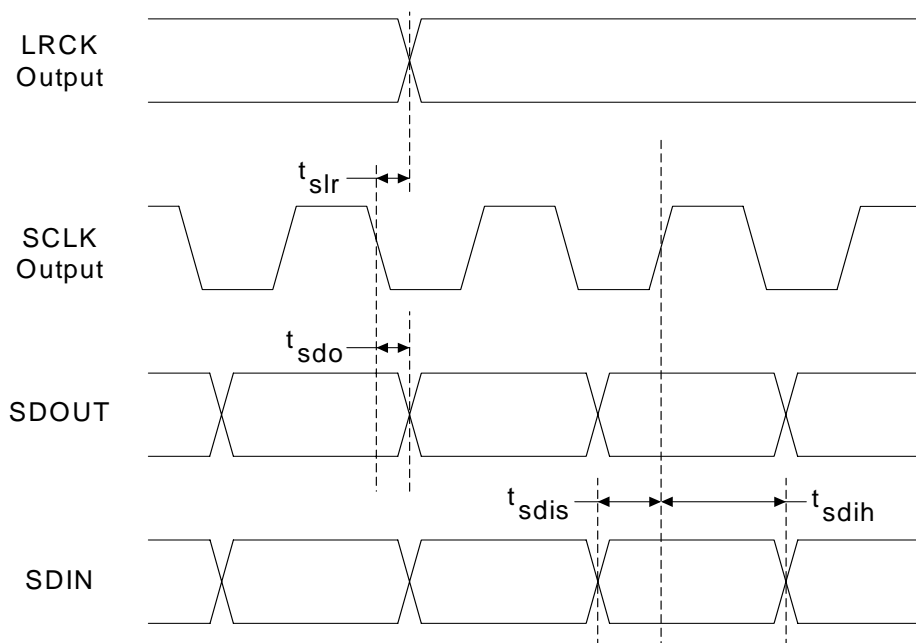 LRCK
Output
t slr
SCLK
Output
t sdo
SDOUT
t sdis
t sdih
SDIN